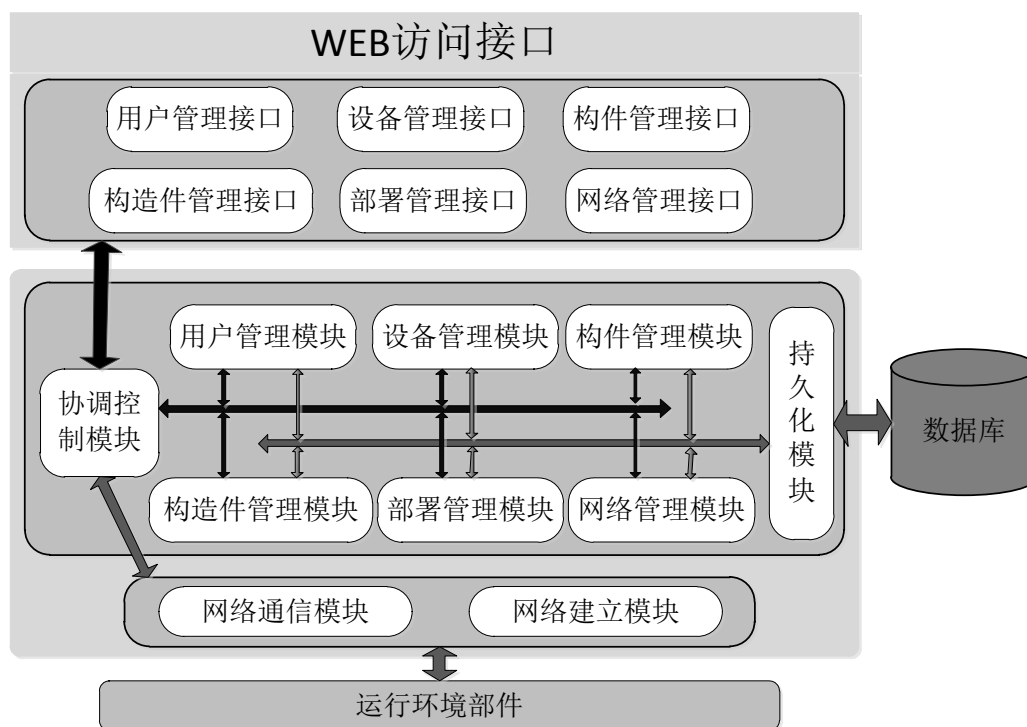 WEB访问接口
用户管理接口
设备管理接口
构件管理接口
构造件管理接口
部署管理接口
网络管理接口
用户管理模块
设备管理模块
构件管理模块
协调控
制模块
持久化模块
数据库
构造件管理模块
部署管理模块
网络管理模块
网络通信模块
网络建立模块
运行环境部件